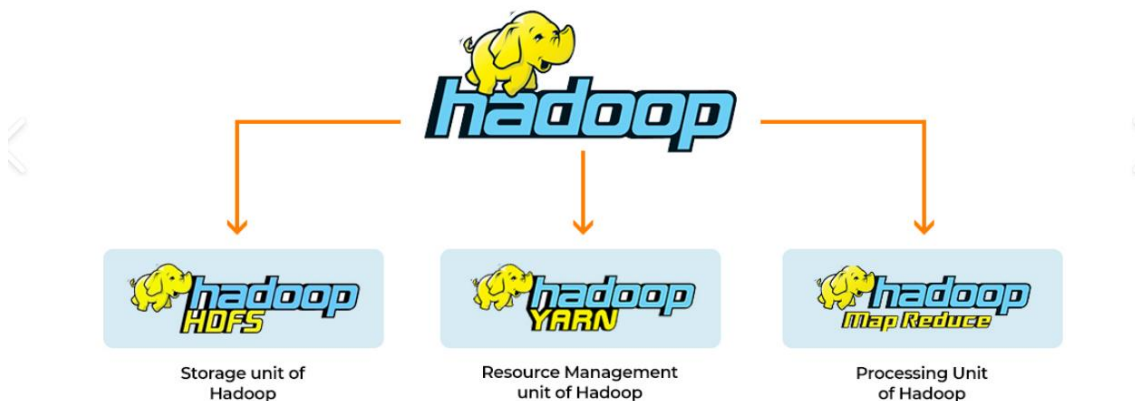 hadoop
hadoop
HDFS
Storage unit of
Hadoop
hadoop
YARN
Resource Management
unit of Hadoop
hadoop
Map Reduce
Processing Unit
of Hadoop